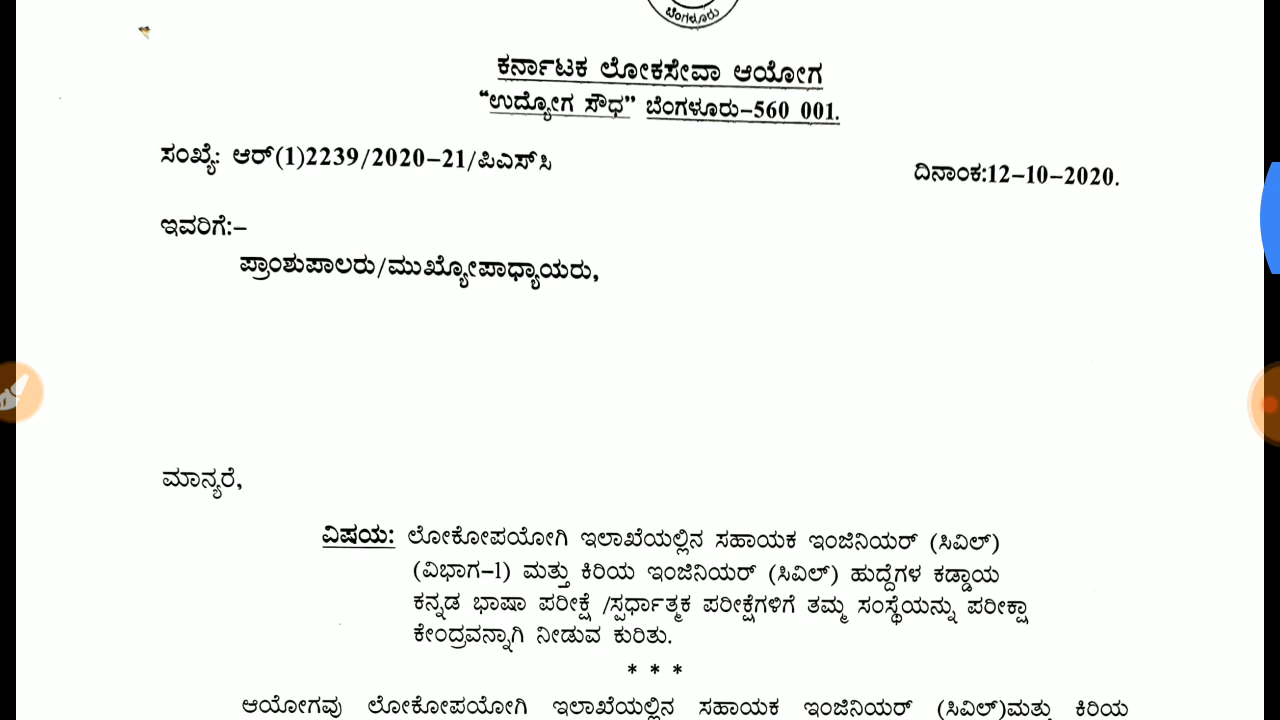 ಬೆಂಗಳೂರು
ಕರ್ನಾಟಕ ಲೋಕಸೇವಾ ಆಯೋಗ
“ಉದ್ಯೋಗ ಸೌಧ” ಬೆಂಗಳೂರು–560 001.
ಸಂಖ್ಯೆ: ಆರ್(1)2239/2020–21/ಪಿಎಸ್‌ಸಿ
ದಿನಾಂಕ:12–10–2020.
ಇವರಿಗೆ:–
ಪ್ರಾಂಶುಪಾಲರು/ಮುಖ್ಯೋಪಾಧ್ಯಾಯರು,
ಮಾನ್ಯರೆ,
ವಿಷಯ: ಲೋಕೋಪಯೋಗಿ ಇಲಾಖೆಯಲ್ಲಿನ ಸಹಾಯಕ ಇಂಜಿನಿಯರ್ (ಸಿವಿಲ್)
(ವಿಭಾಗ–1) ಮತ್ತು ಕಿರಿಯ ಇಂಜಿನಿಯರ್ (ಸಿವಿಲ್) ಹುದ್ದೆಗಳ ಕಡ್ಡಾಯ
ಕನ್ನಡ ಭಾಷಾ ಪರೀಕ್ಷೆ /ಸ್ಪರ್ಧಾತ್ಮಕ ಪರೀಕ್ಷೆಗಳಿಗೆ ತಮ್ಮ ಸಂಸ್ಥೆಯನ್ನು ಪರೀಕ್ಷಾ
ಕೇಂದ್ರವನ್ನಾಗಿ ನೀಡುವ ಕುರಿತು.
* * *
ಆಯೋಗವು ಲೋಕೋಪಯೋಗಿ ಇಲಾಖೆಯಲ್ಲಿನ ಸಹಾಯಕ ಇಂಜಿನಿಯರ್ (ಸಿವಿಲ್)ಮತ್ತು ಕಿರಿಯ